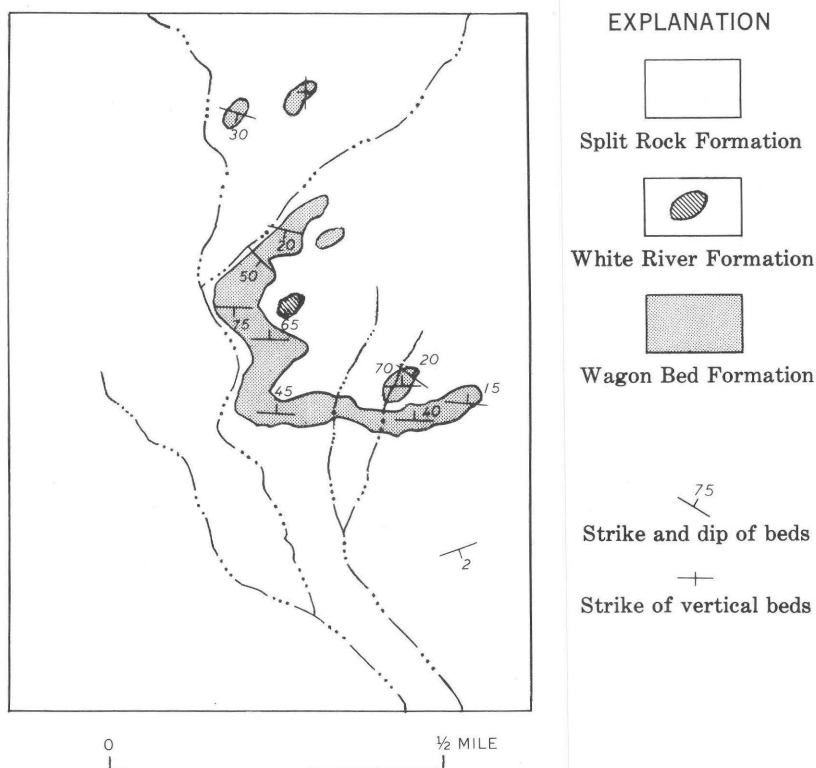 EXPLANATION
Split Rock Formation
White River Formation
Wagon Bed Formation
75
Strike and dip of beds
Strike of vertical beds
30
20
50
75
65
70
20
45
40
15
2
0
½ MILE